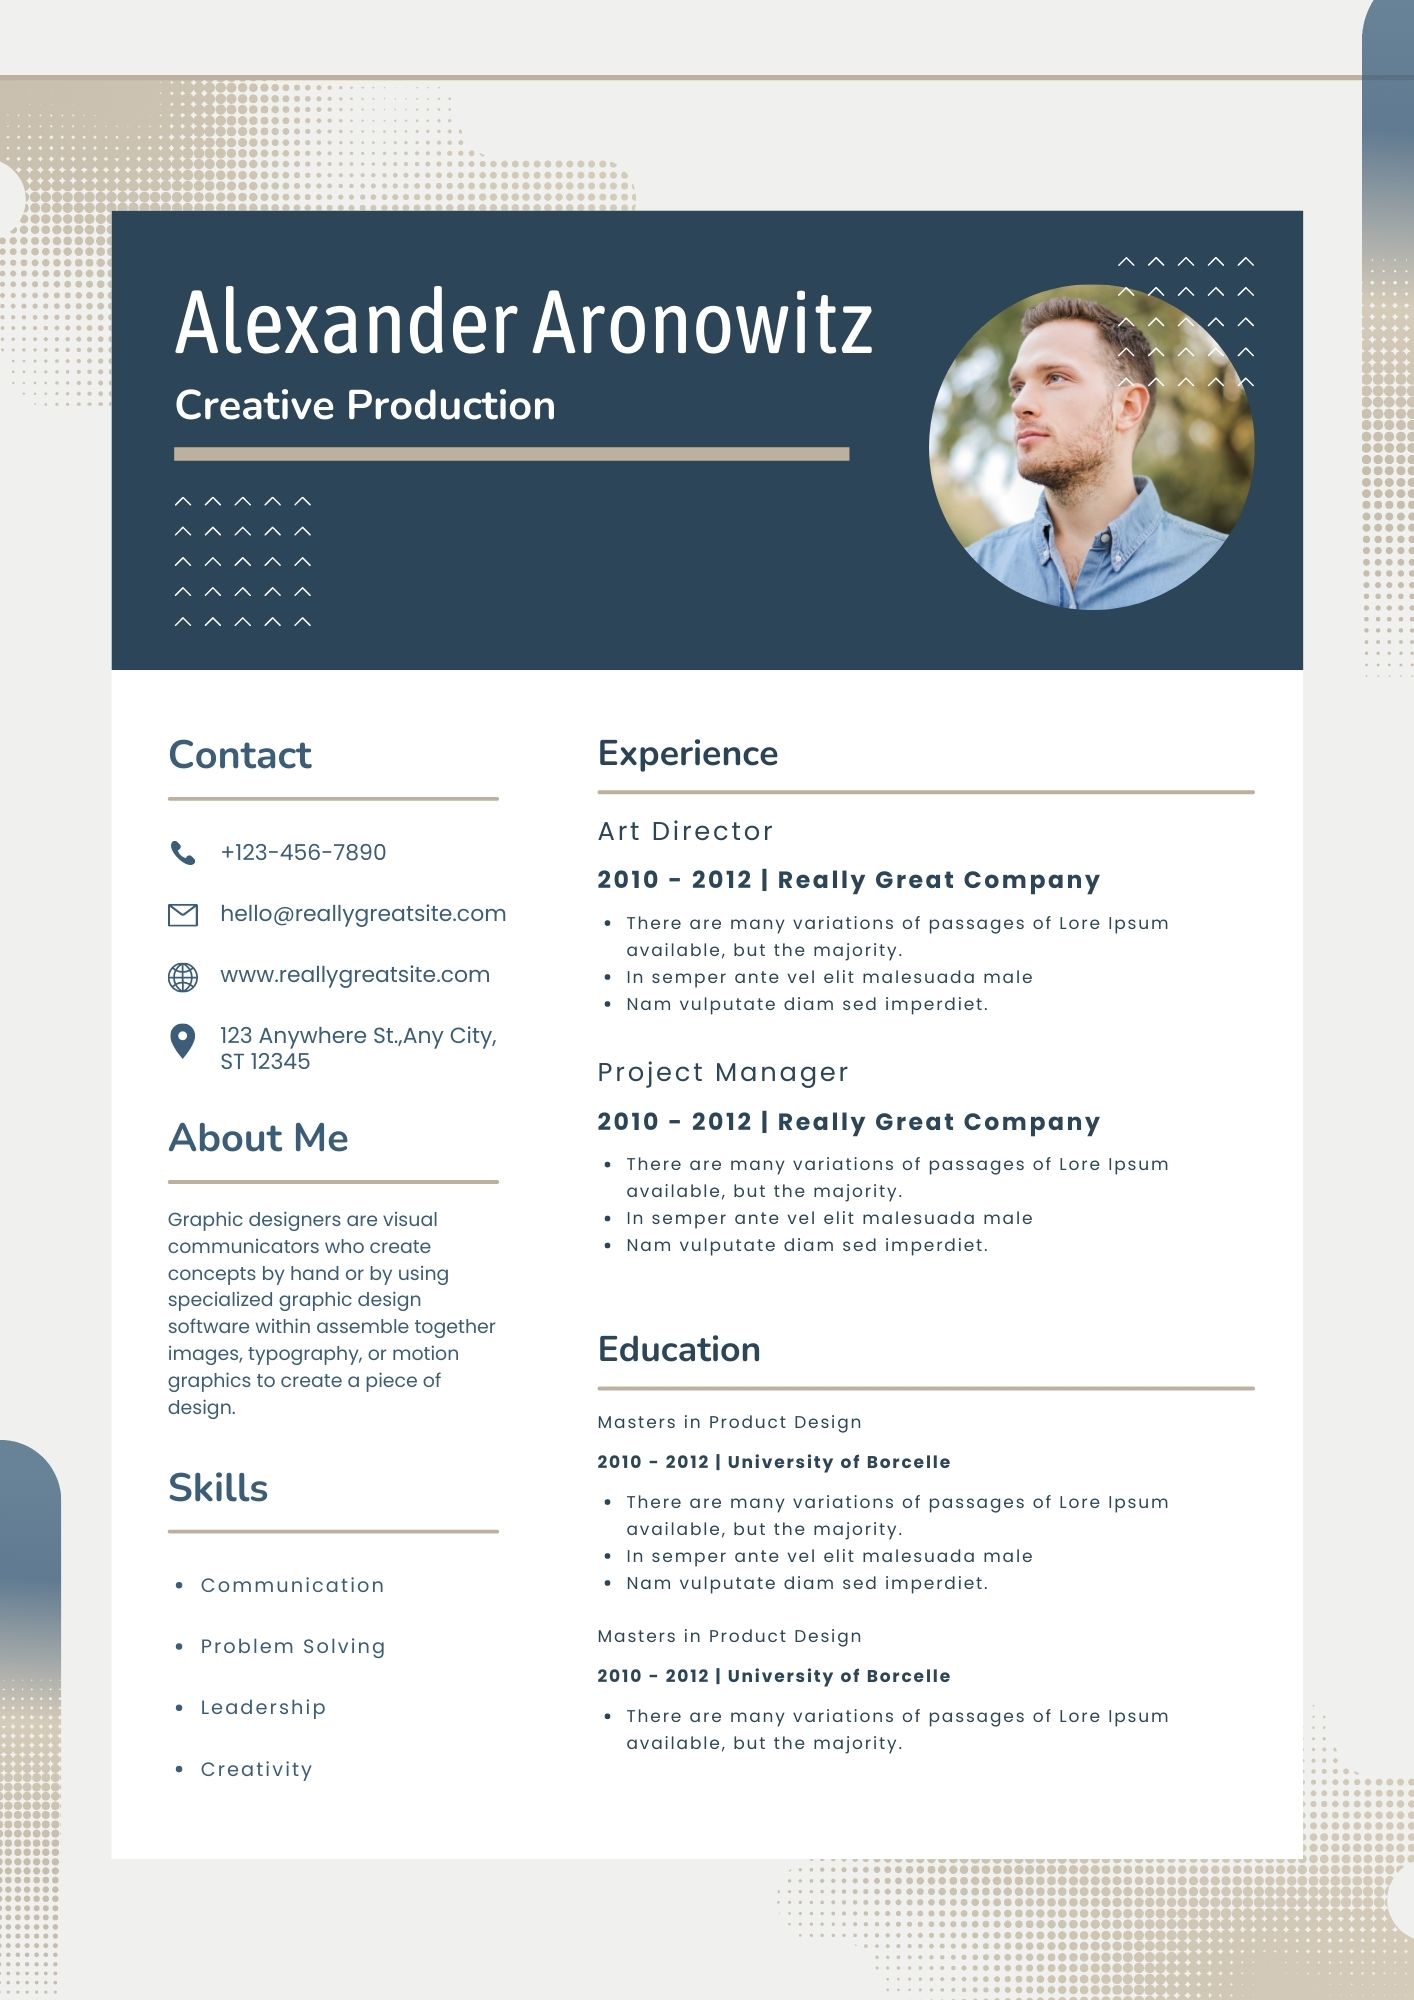 Alexander Aronowitz
Creative Production
Contact
+123-456-7890
hello@reallygreatsite.com
www.reallygreatsite.com
123 Anywhere St.,Any City,
ST 12345
About Me
Graphic designers are visual
communicators who create
concepts by hand or by using
specialized graphic design
software within assemble together
images, typography, or motion
graphics to create a piece of
design.
Skills
• Communication
• Problem Solving
• Leadership
• Creativity
Experience
Art Director
2010 - 2012 | Really Great Company
• There are many variations of passages of Lore Ipsum
available, but the majority.
• In semper ante vel elit malesuada male
• Nam vulputate diam sed imperdiet.
Project Manager
2010 - 2012 | Really Great Company
• There are many variations of passages of Lore Ipsum
available, but the majority.
• In semper ante vel elit malesuada male
• Nam vulputate diam sed imperdiet.
Education
Masters in Product Design
2010 - 2012 | University of Borcelle
• There are many variations of passages of Lore Ipsum
available, but the majority.
• In semper ante vel elit malesuada male
• Nam vulputate diam sed imperdiet.
Masters in Product Design
2010 - 2012 | University of Borcelle
• There are many variations of passages of Lore Ipsum
available, but the majority.